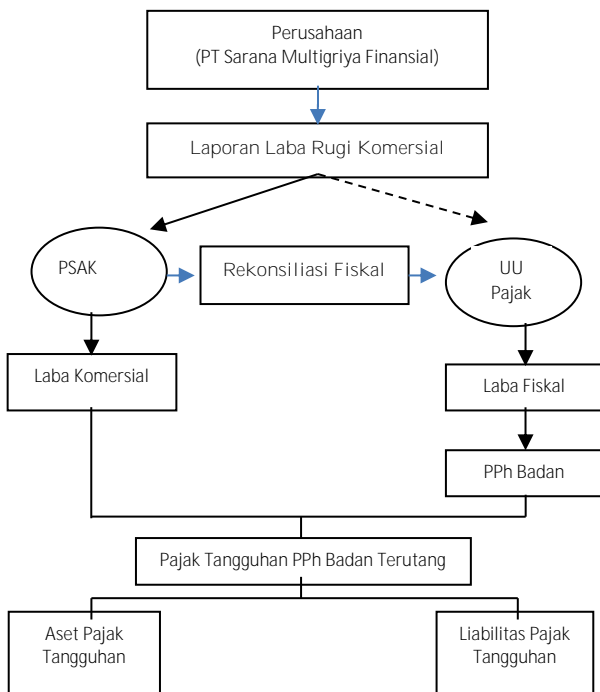 Perusahaan
(PT Sarana Multigriya Finansial)
Laporan Laba Rugi Komersial
PSAK
Rekonsiliasi Fiskal
UU
Pajak
Laba Komersial
Laba Fiskal
PPh Badan
Pajak Tangguhan PPh Badan Terutang
Aset Pajak
Tangguhan
Liabilitas Pajak
Tangguhan